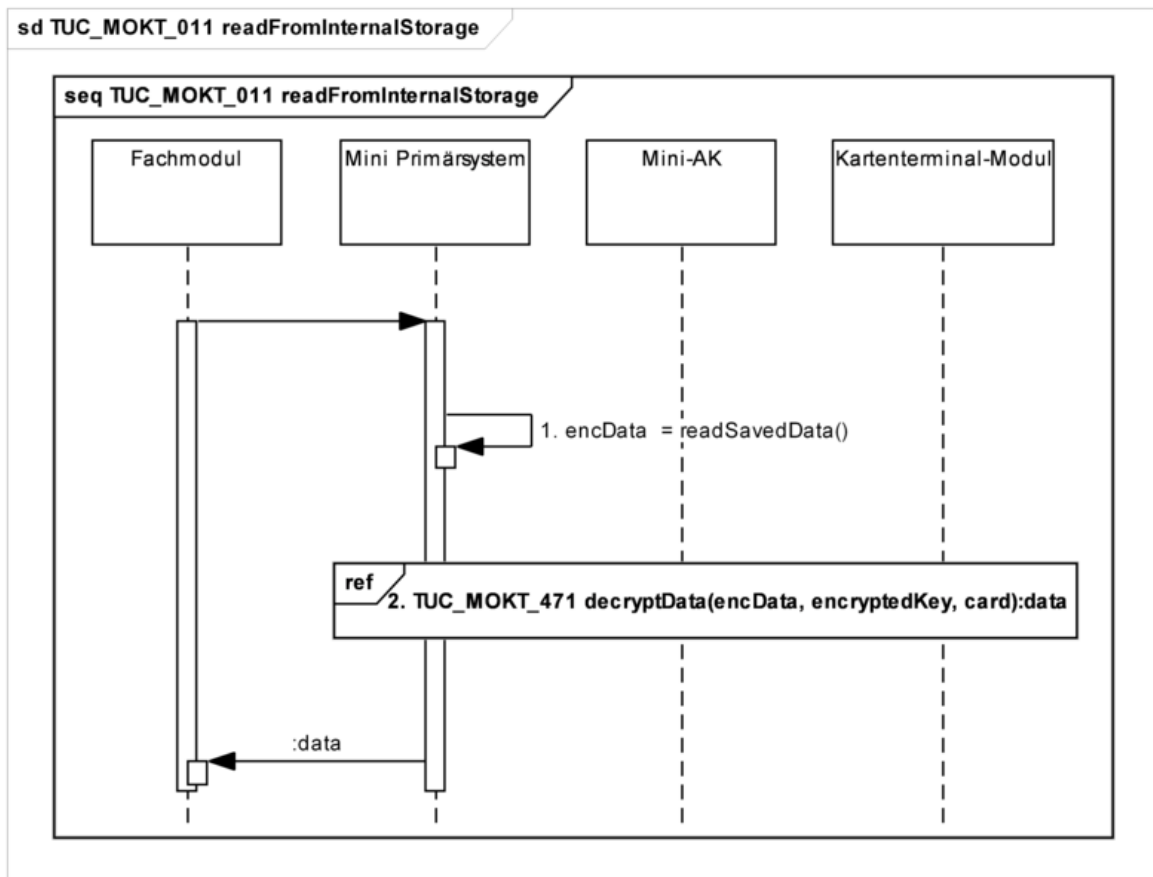 sd TUC_MOKT_011 readFromInternalStorage
seq TUC_MOKT_011 readFromInternalStorage
Fachmodul
Mini Primärsystem
Mini-AK
Kartenterminal-Modul
1. encData = readSavedData()
ref
2. TUC_MOKT_471 decryptData(encData, encryptedKey, card):data
:data